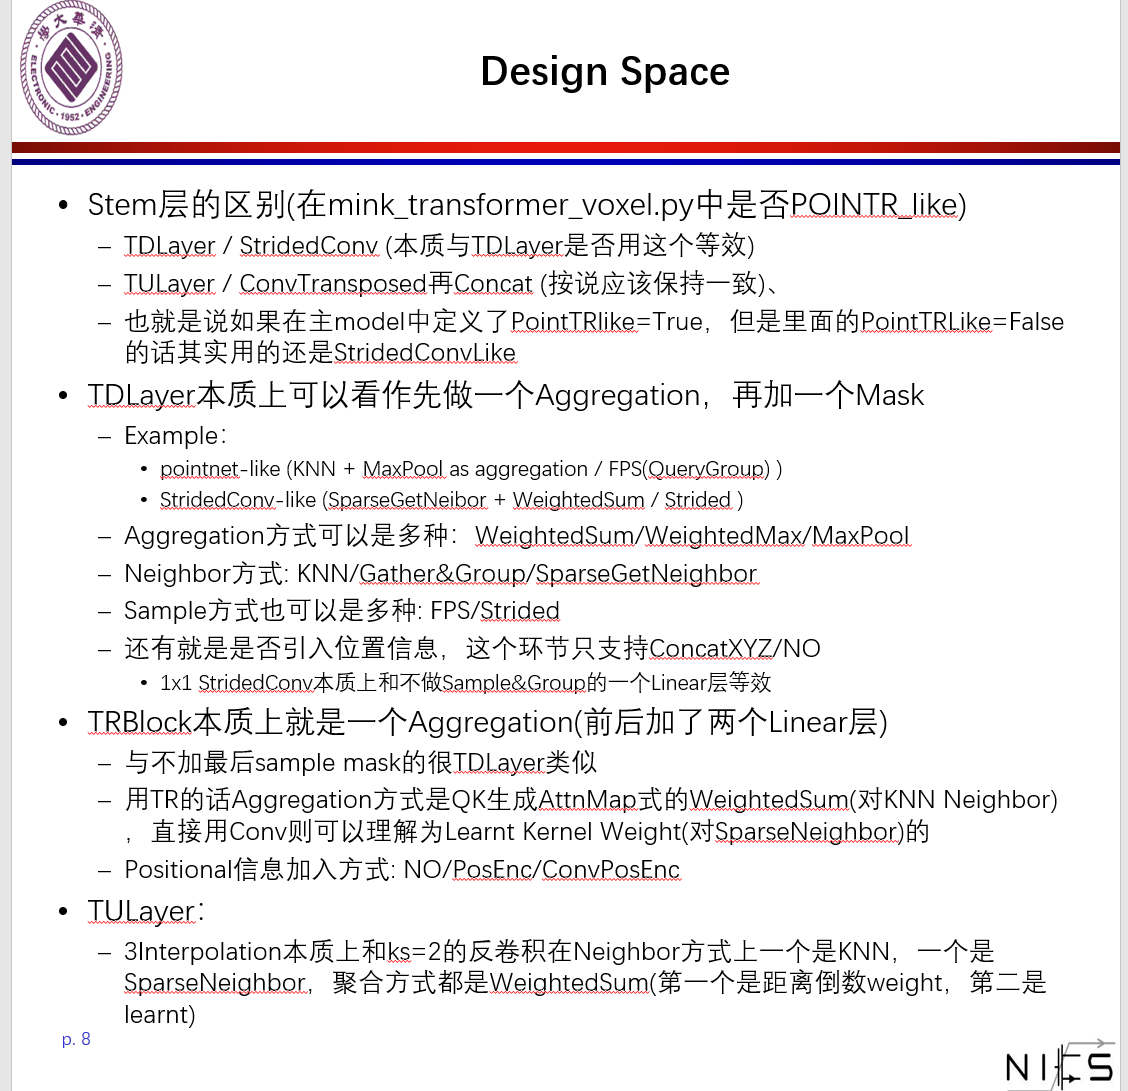 學大華清
ELECTRONIC · 1952 · ENGINEERING
Design Space
• Stem层的区别(在mink_transformer_voxel.py中是否POINTR_like)
– TDLayer / StridedConv (本质与TDLayer是否用这个等效)
– TULayer / ConvTransposed再Concat (按说应该保持一致)、
– 也就是说如果在主model中定义了PointTRlike=True，但是里面的PointTRLike=False
的话其实用的还是StridedConvLike
• TDLayer本质上可以看作先做一个Aggregation，再加一个Mask
– Example：
• pointnet-like (KNN + MaxPool as aggregation / FPS(QueryGroup) )
• StridedConv-like (SparseGetNeibor + WeightedSum / Strided )
– Aggregation方式可以是多种：WeightedSum/WeightedMax/MaxPool
– Neighbor方式: KNN/Gather&Group/SparseGetNeighbor
– Sample方式也可以是多种: FPS/Strided
– 还有就是是否引入位置信息，这个环节只支持ConcatXYZ/NO
• 1x1 StridedConv本质上和不做Sample&Group的一个Linear层等效
• TRBlock本质上就是一个Aggregation(前后加了两个Linear层)
– 与不加最后sample mask的很TDLayer类似
– 用TR的话Aggregation方式是QK生成AttnMap式的WeightedSum(对KNN Neighbor)
，直接用Conv则可以理解为Learnt Kernel Weight(对SparseNeighbor)的
– Positional信息加入方式: NO/PosEnc/ConvPosEnc
• TULayer：
– 3Interpolation本质上和ks=2的反卷积在Neighbor方式上一个是KNN，一个是
SparseNeighbor，聚合方式都是WeightedSum(第一个是距离倒数weight，第二是
learnt)
p. 8
NICS